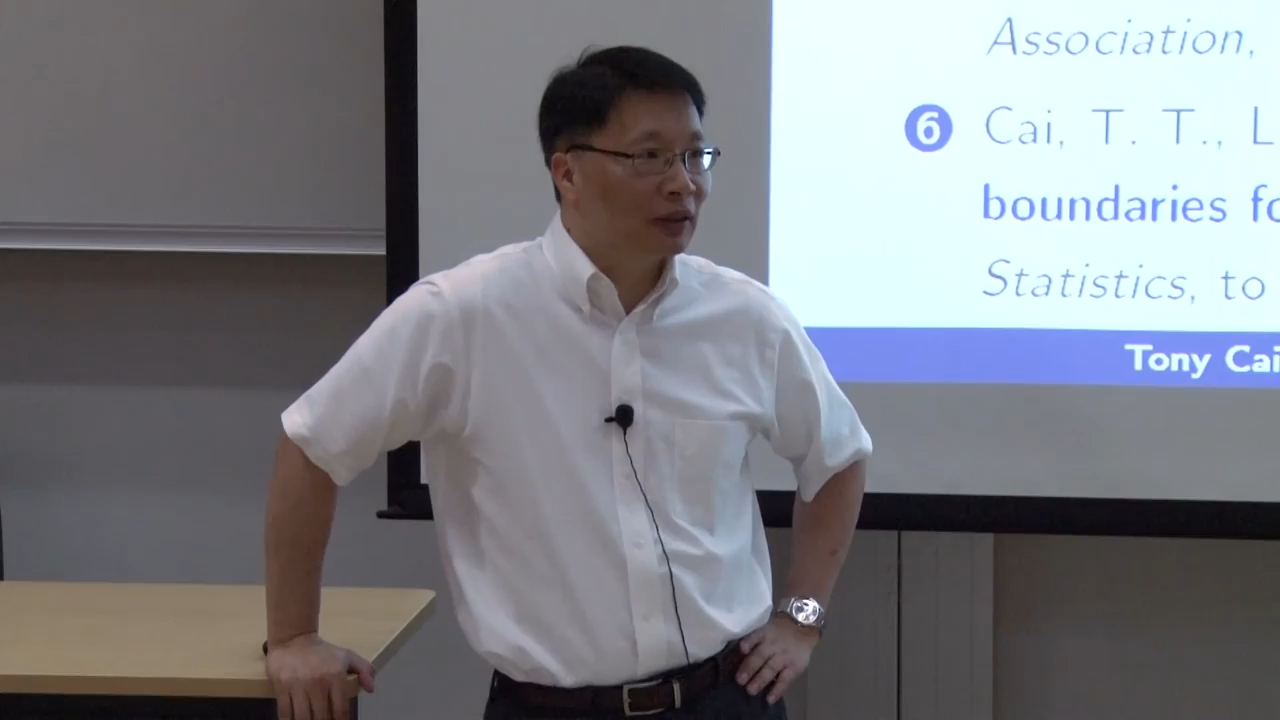 Association,
6 Cai, T. T., L
boundaries fo
Statistics, to
Tony Cai